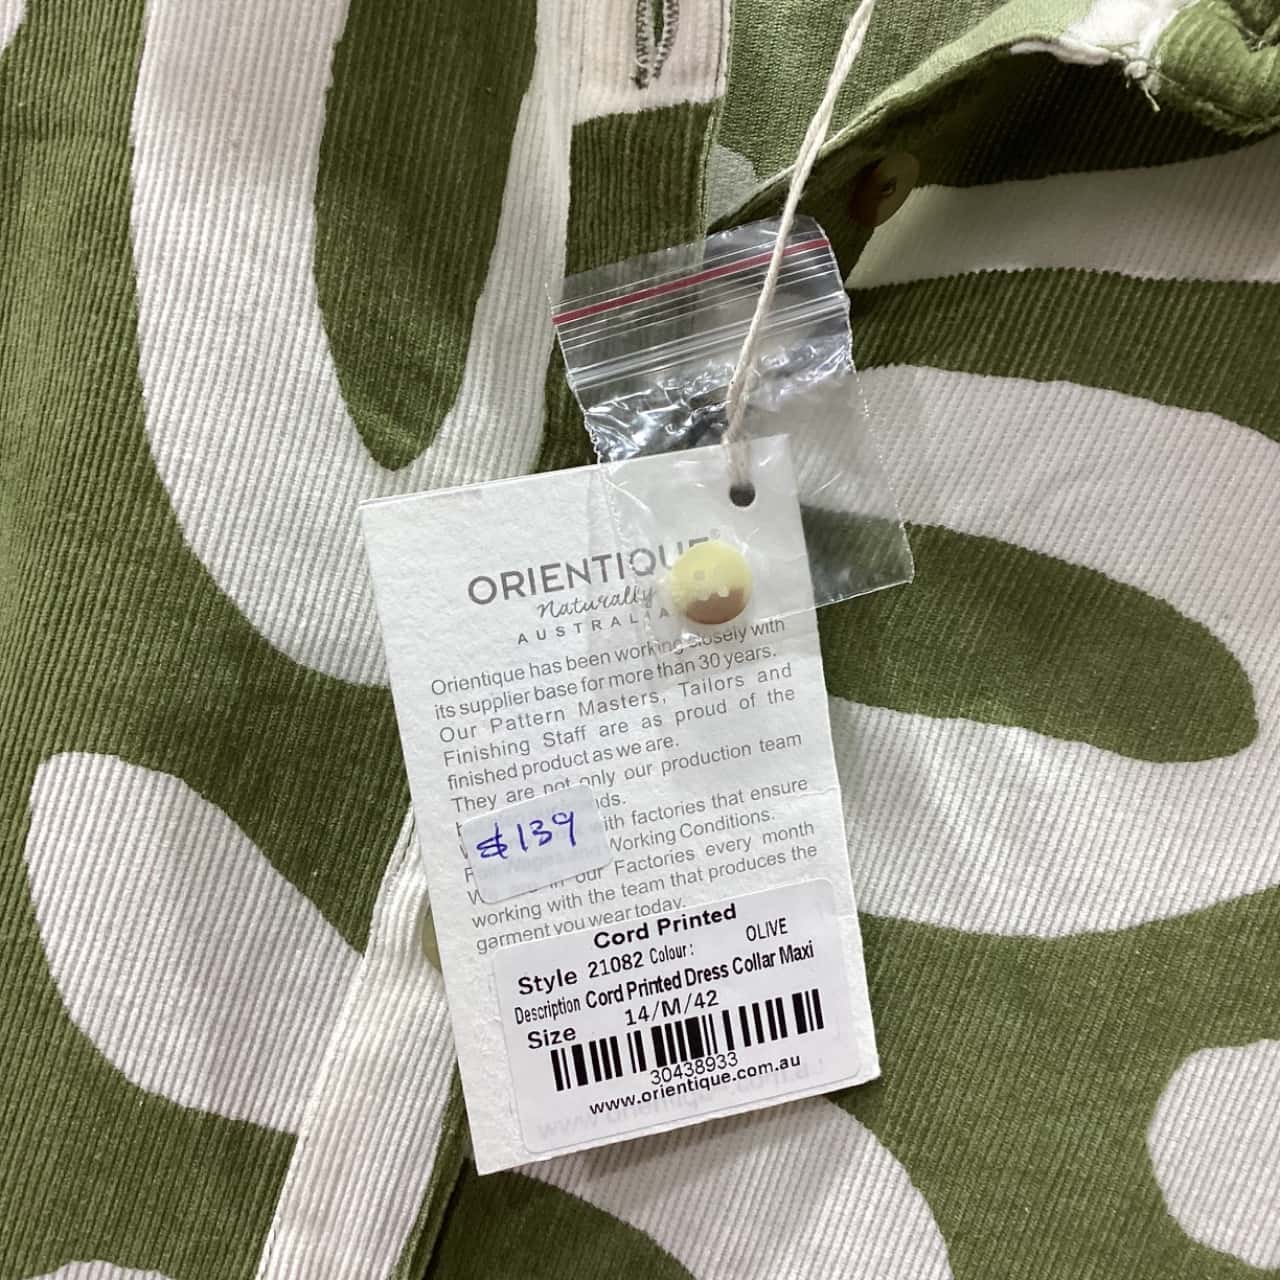 ORIENTIQUE®
Naturally
AUSTRALIA
Orientique has been working closely with
its supplier base for more than 30 years.
Our Pattern Masters, Tailors and
Finishing Staff are as proud of the
finished product as we are.
They are not only our production team
$139
with factories that ensure
Fair Wages and Working Conditions.
in our Factories every month
working with the team that produces the
garment you wear today.
Cord Printed
Style 21082 Colour: OLIVE
Description Cord Printed Dress Collar Maxi
Size 14/M/42
30438933
www.orientique.com.au